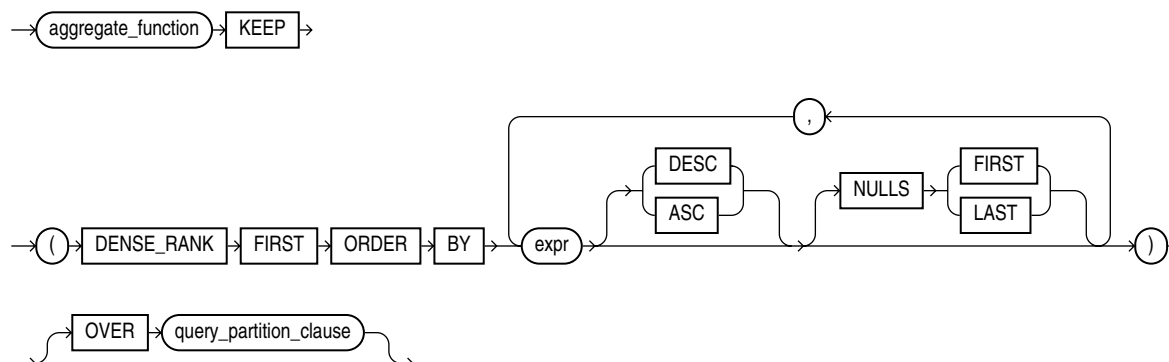 aggregate_function KEEP
,
DESC FIRST
NULLS
ASC LAST
( DENSE_RANK FIRST ORDER BY expr )
OVER query_partition_clause